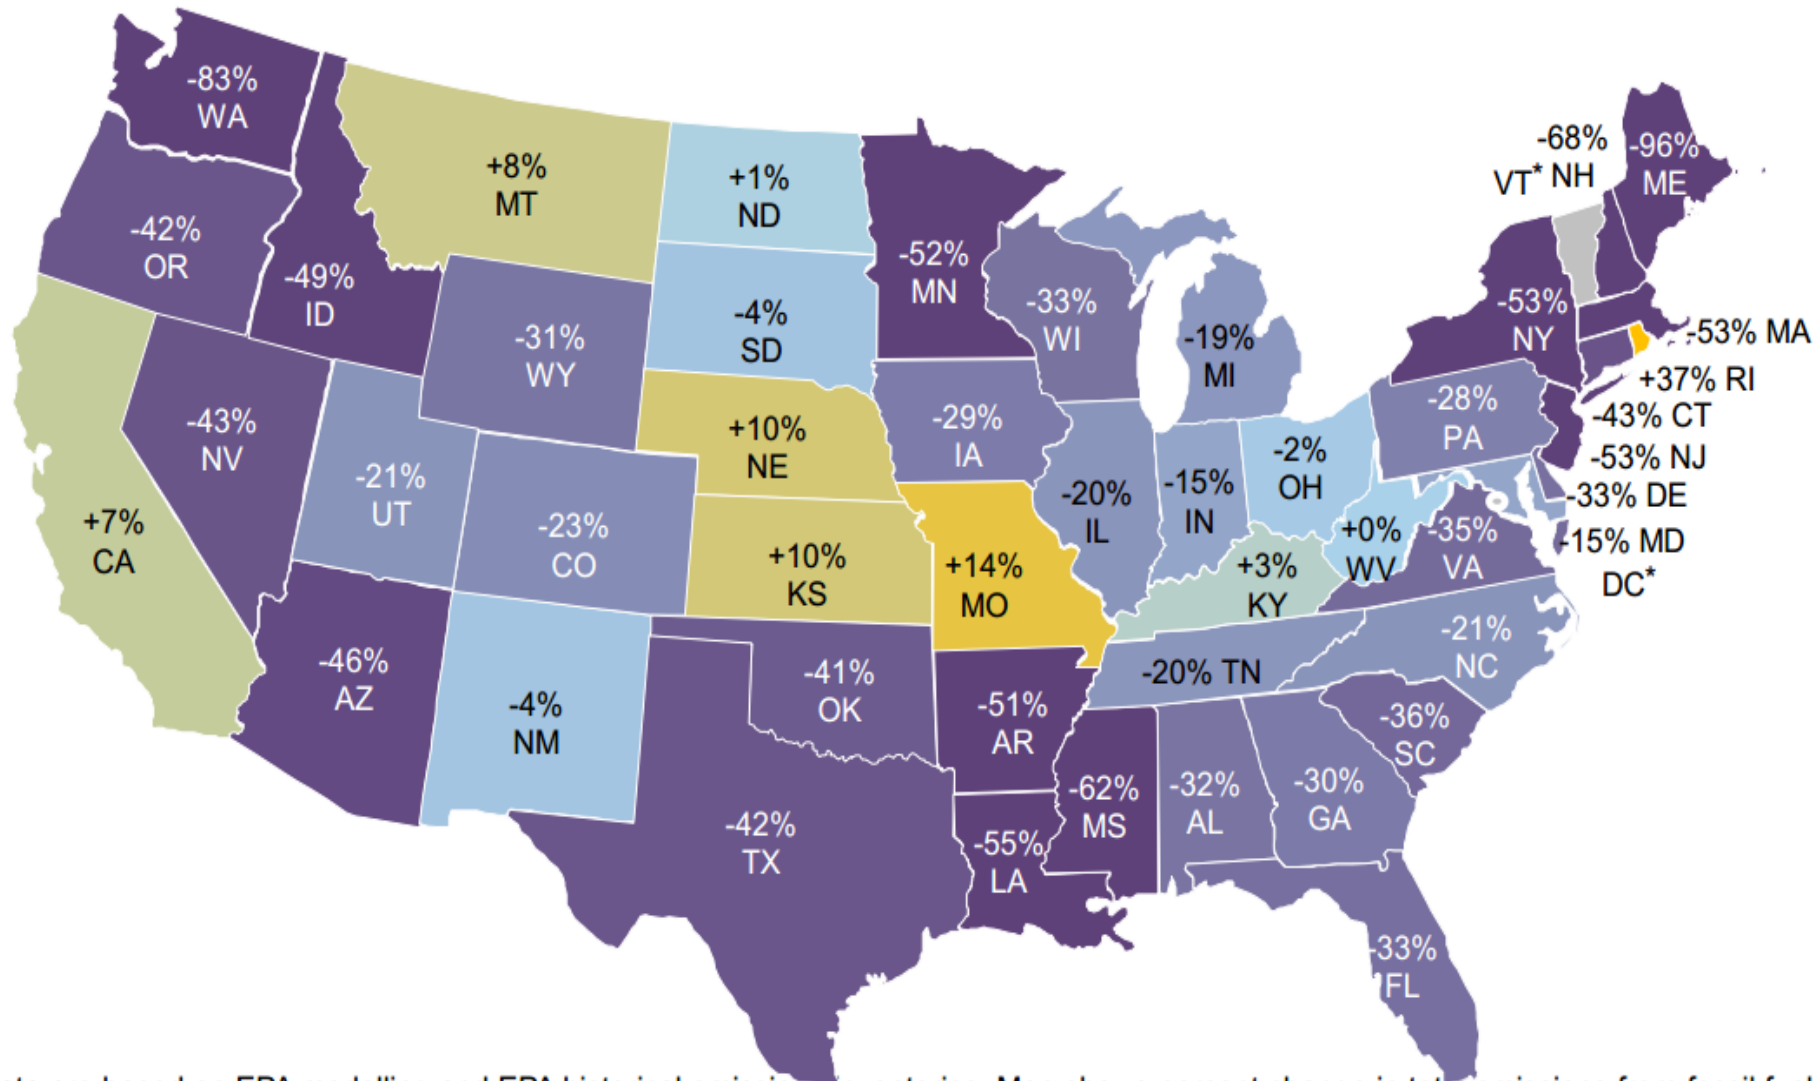 -83%
WA
-42%
OR
-49%
ID
+8%
MT
+1%
ND
-4%
SD
-31%
WY
+7%
CA
-43%
NV
-21%
UT
-23%
CO
+10%
NE
+10%
KS
-46%
AZ
-4%
NM
-41%
OK
-42%
TX
-52%
MN
-29%
IA
+14%
MO
-51%
AR
-55%
LA
-33%
WI
-19%
MI
-20%
IL
-15%
IN
-2%
OH
+0%
WV
+3%
KY
-20% TN
-62%
MS
-32%
AL
-30%
GA
-33%
FL
-36%
SC
-21%
NC
-35%
VA
-28%
PA
-53%
NY
-68%
VT* NH
-96%
ME
-53% MA
+37% RI
-43% CT
-53% NJ
-33% DE
-15% MD
DC*